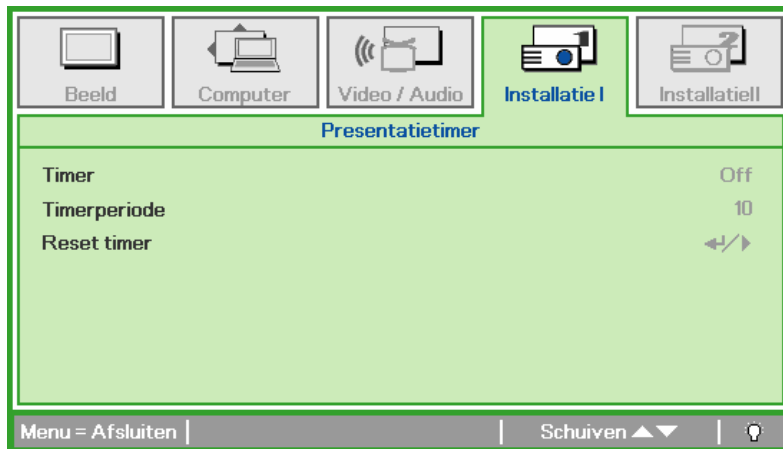 Beeld
Computer
Video / Audio
Installatie I
InstallatieII
Presentatietimer
Timer Off
Timerperiode 10
Reset timer
Menu = Afsluiten
Schuiven